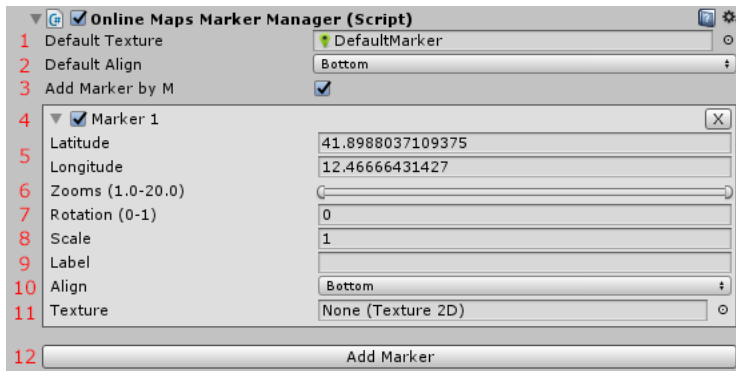 Online Maps Marker Manager (Script)
1 Default Texture DefaultMarker
2 Default Align Bottom
3 Add Marker by M
4 Marker 1 X
5
Latitude 41.8988037109375
Longitude 12.46666431427
6 Zooms (1.0-20.0)
7 Rotation (0-1) 0
8 Scale 1
9 Label
10 Align Bottom
11 Texture None (Texture 2D)
12 Add Marker